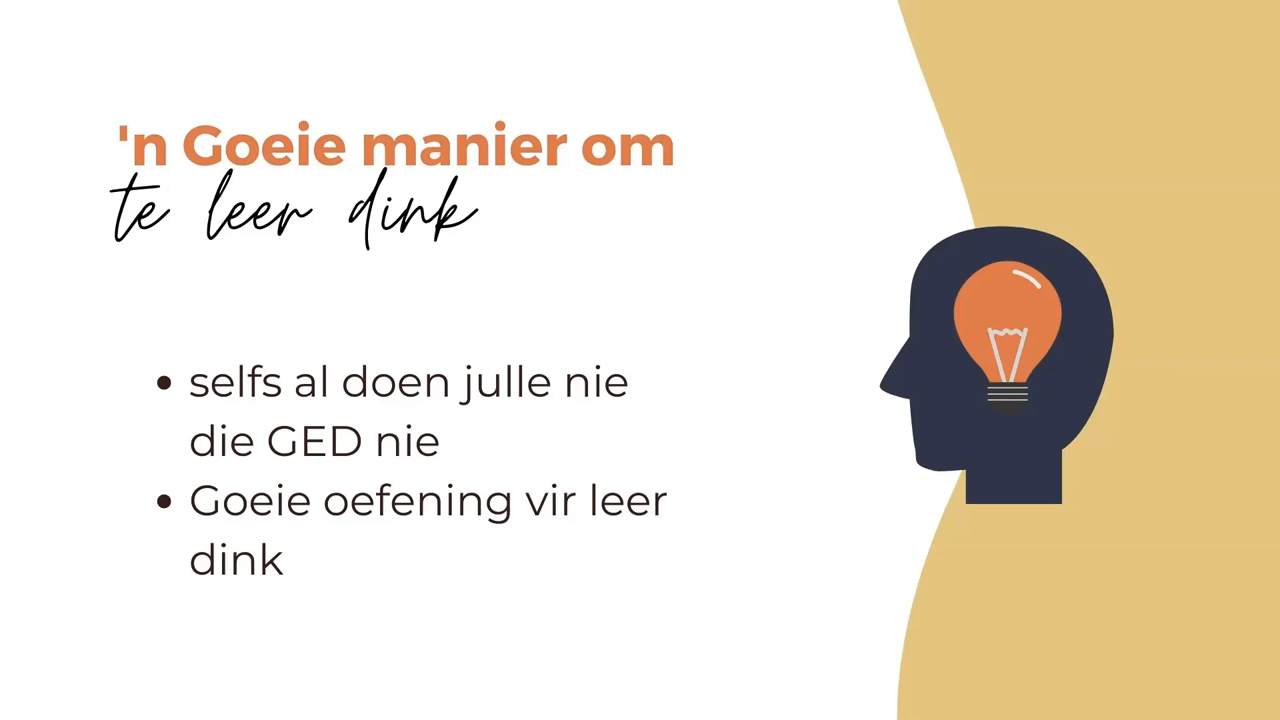 'n Goeie manier om
te leer dink
• selfs al doen julle nie
die GED nie
• Goeie oefening vir leer
dink